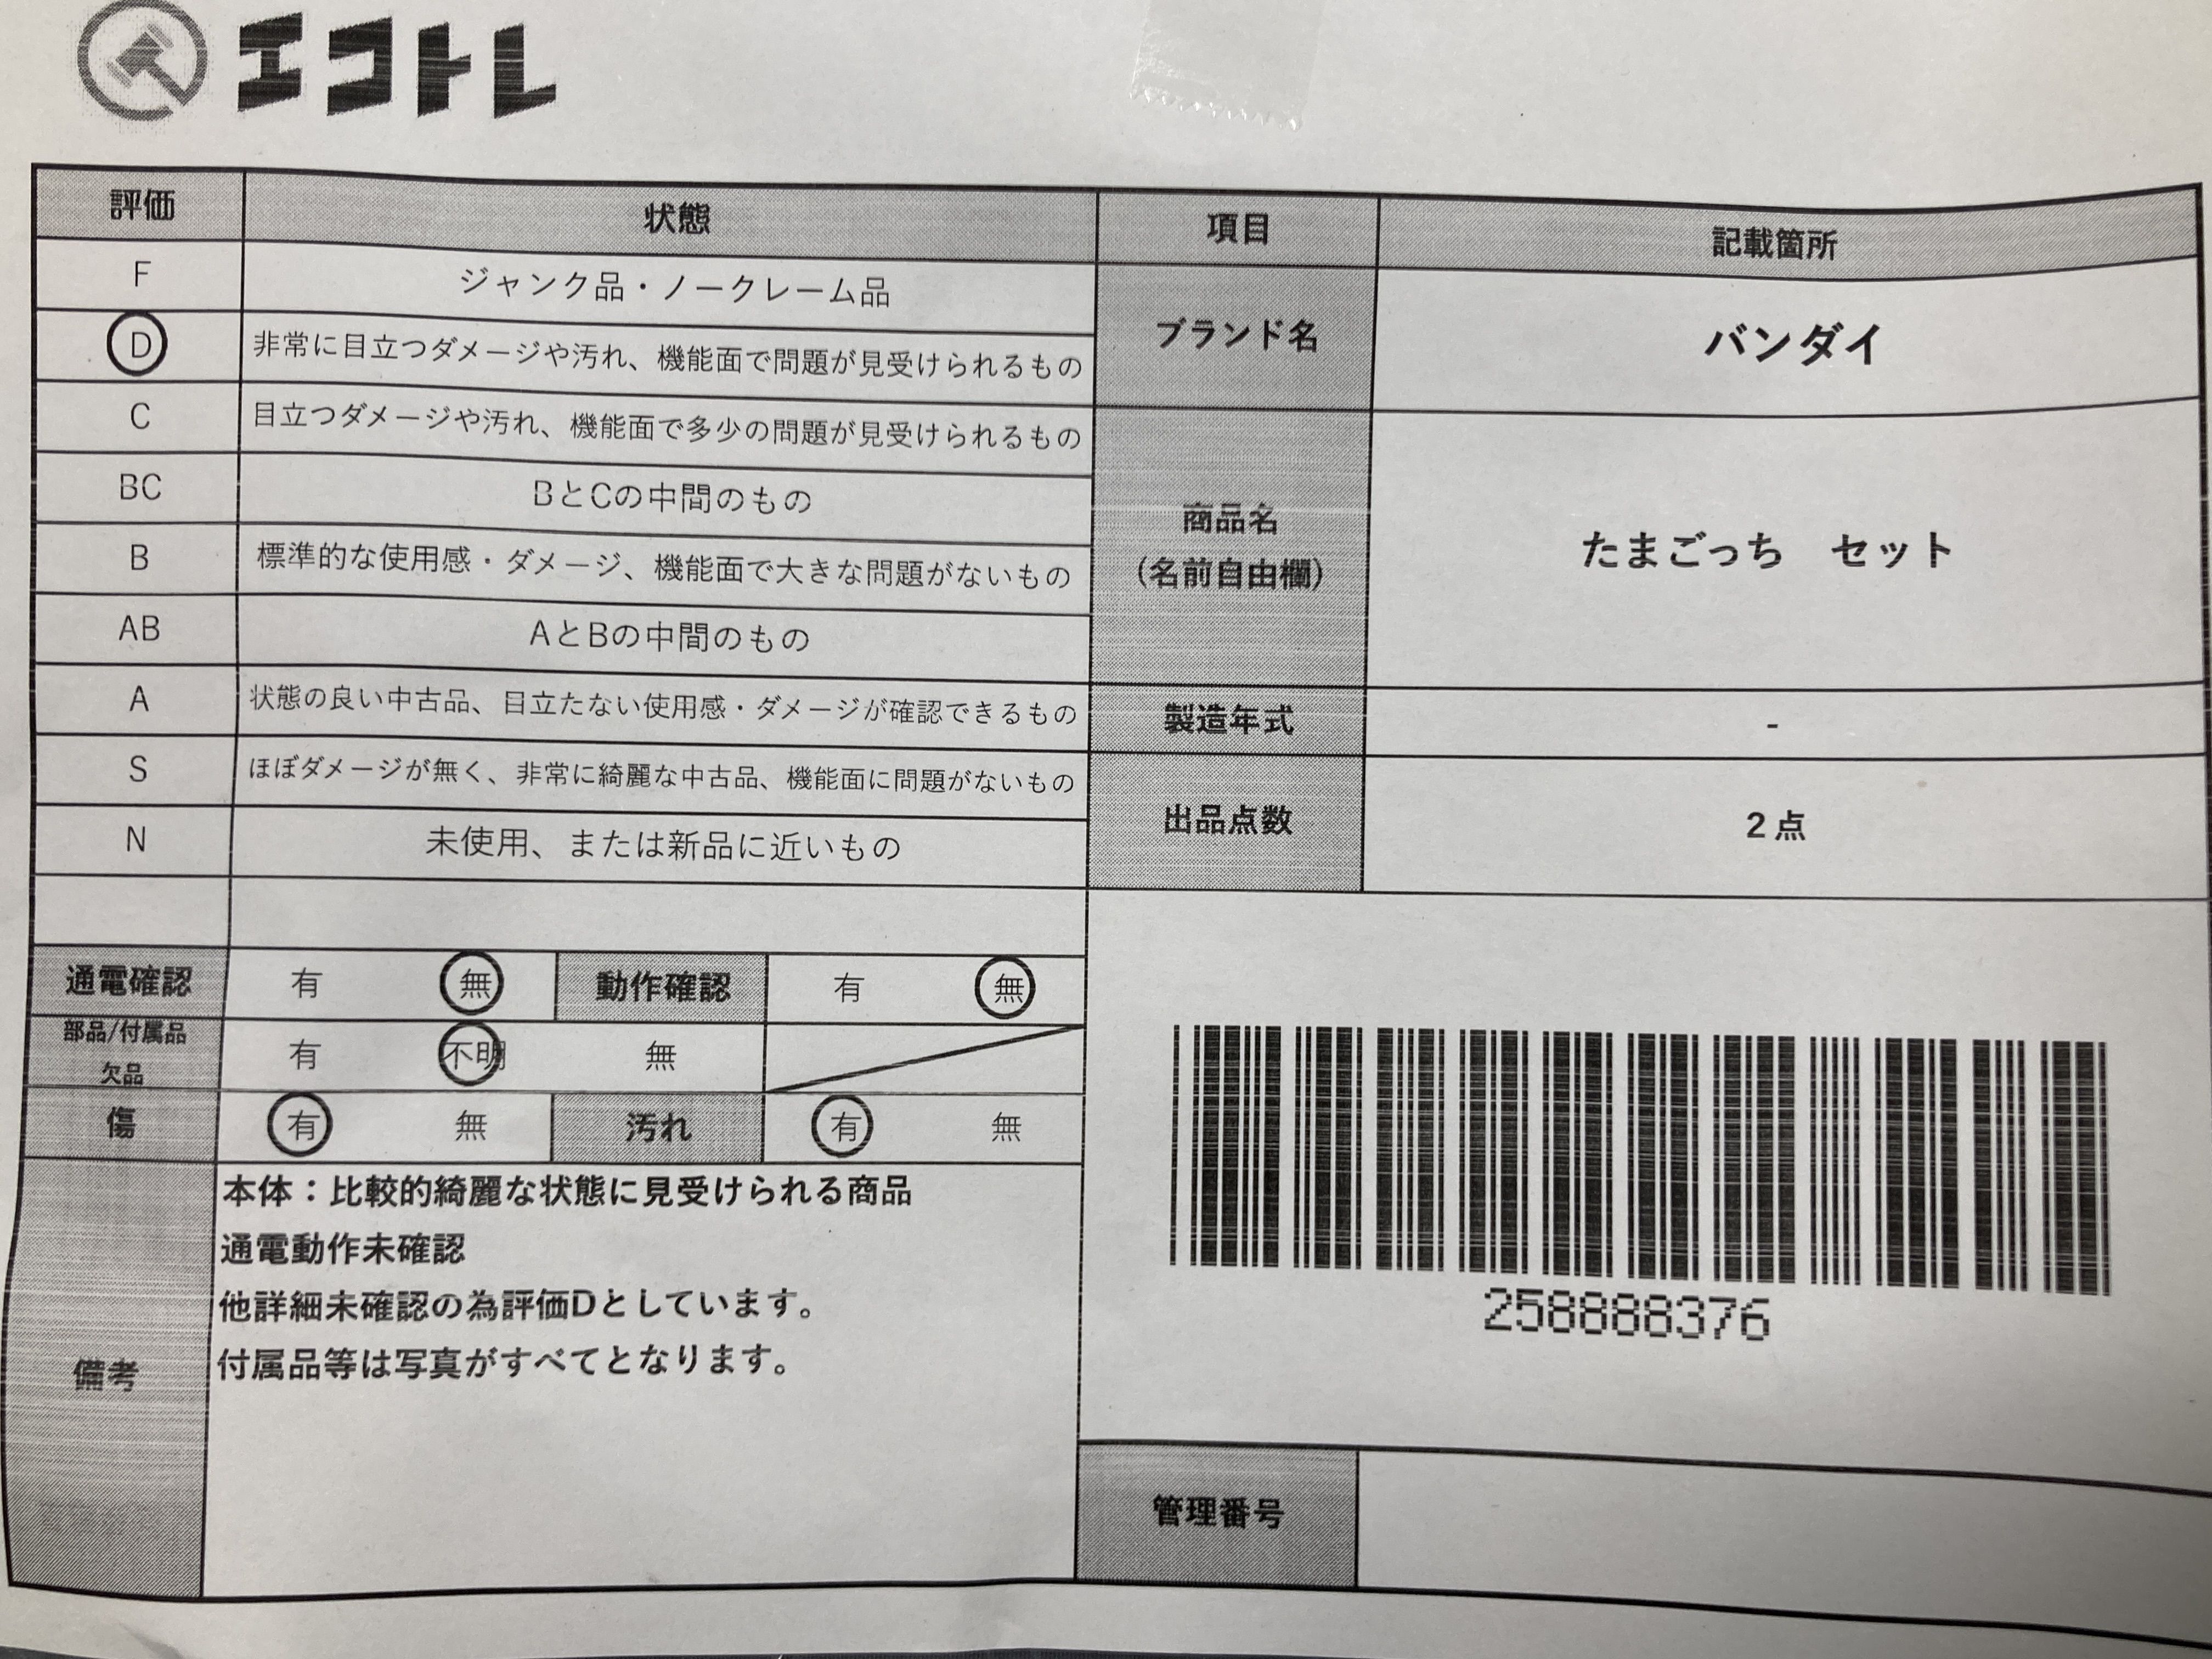 エコトレ
評価 状態
F ジャンク品・ノークレーム品
D 非常に目立つダメージや汚れ、機能面で問題が見受けられるもの
C 目立つダメージや汚れ、機能面で多少の問題が見受けられるもの
BC BとCの中間のもの
B 標準的な使用感・ダメージ、機能面で大きな問題がないもの
AB AとBの中間のもの
A 状態の良い中古品、目立たない使用感・ダメージが確認できるもの
S ほぼダメージが無く、非常に綺麗な中古品、機能面に問題がないもの
N 未使用、または新品に近いもの
通電確認 有 無 動作確認 有 無
部品/付属品
欠品 有 不明 無
傷 有 無 汚れ 有 無
備考
本体：比較的綺麗な状態に見受けられる商品
通電動作未確認
他詳細未確認の為評価Dとしています。
付属品等は写真がすべてとなります。
項目 記載箇所
ブランド名 バンダイ
商品名
（名前自由欄） たまごっち　セット
製造年式 -
出品点数 2点
258888376
管理番号